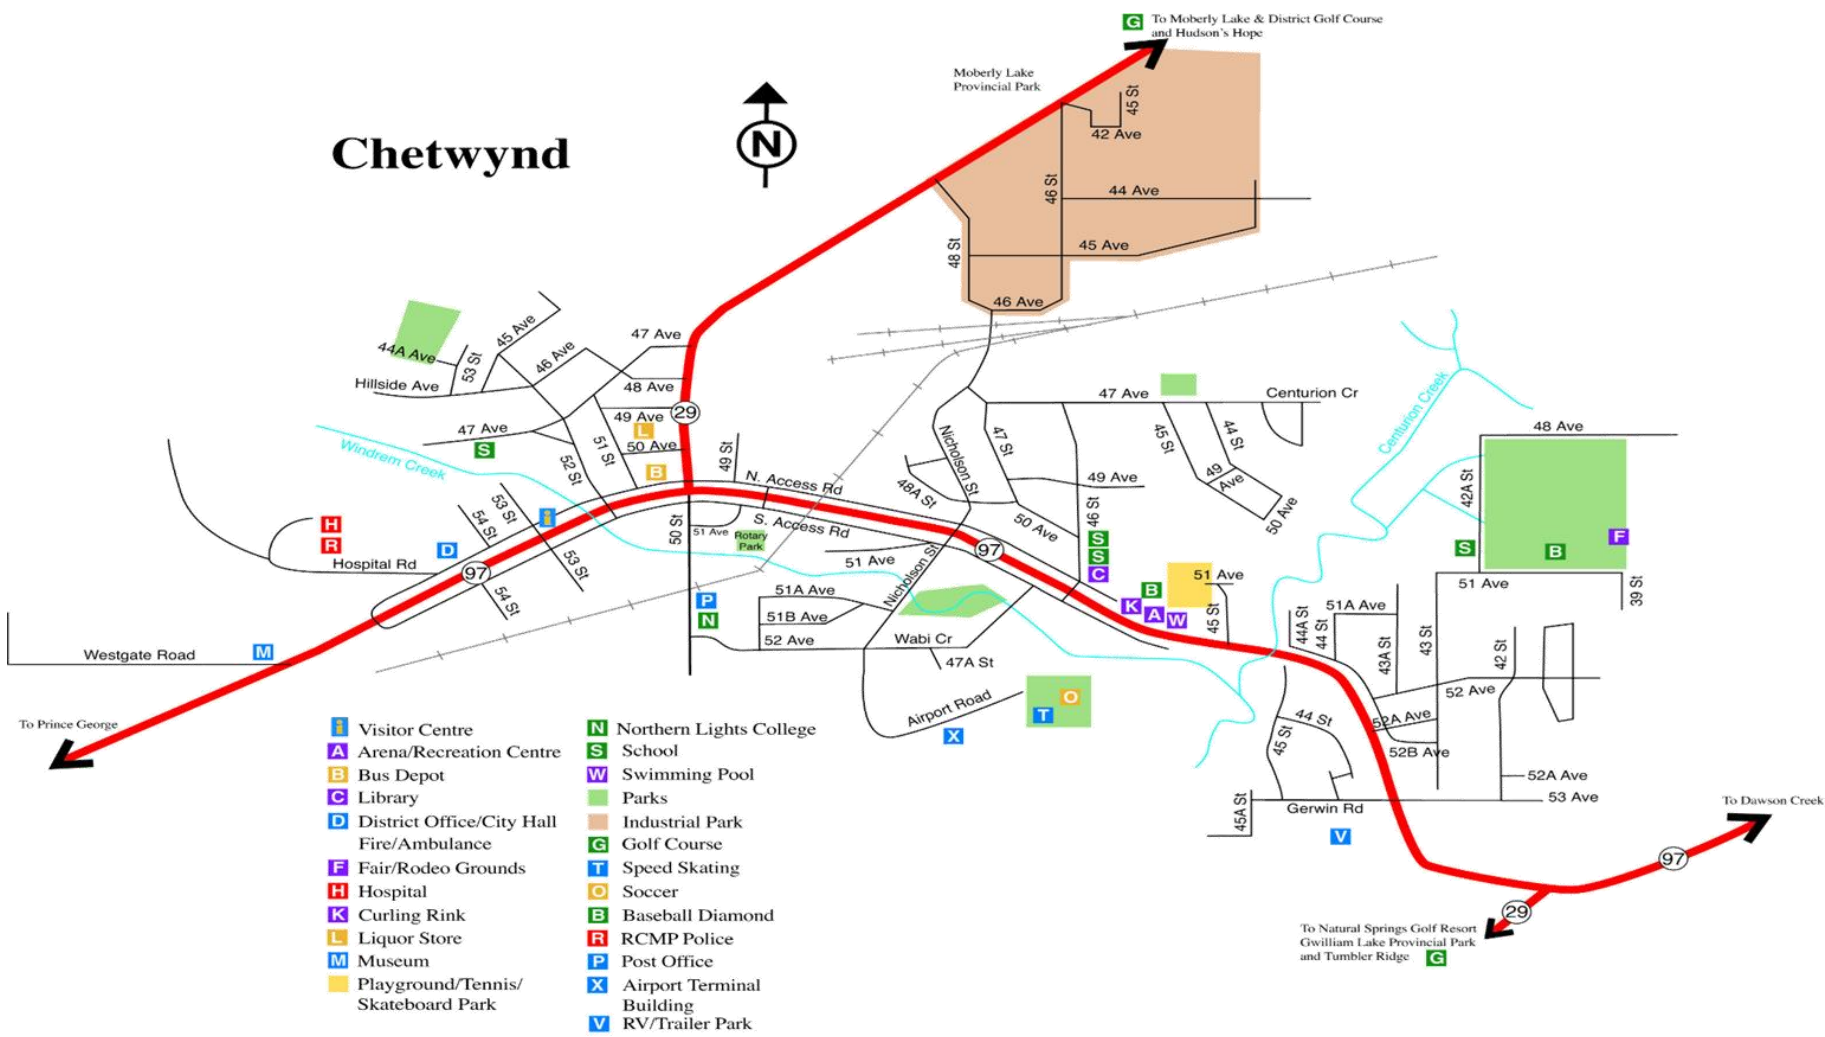 G To Moberly Lake & District Golf Course
and Hudson's Hope
Moberly Lake
Provincial Park
Chetwynd
N
45 St
42 Ave
46 St
44 Ave
48 St
45 Ave
46 Ave
45 Ave
47 Ave
44A Ave
53 St
46 Ave
Hillside Ave
48 Ave
29
49 Ave
L
47 Ave
S
51 St
50 Ave
B
52 St
49 St
Windrem Creek
N. Access Rd
S. Access Rd
47 Ave
Centurion Cr
Centurion Creek
Nicholson St
47 St
45 St
44 St
49
Ave
50 Ave
48A St
49 Ave
46 St
50 Ave
48 Ave
42A St
F
S
B
51 Ave
39 St
53 St
54 St
i
H
R
D
Hospital Rd
97
53 St
54 St
50 St
51 Ave
Rotary
Park
97
S
S
C
51 Ave
Nicholson St
51A Ave
51B Ave
52 Ave
P
N
Wabi Cr
47A St
B
K
A
W
51 Ave
45 St
44A St
44 St
51A Ave
43A St
43 St
42 St
Westgate Road
M
To Prince George
Airport Road
X
O
T
52 Ave
52A Ave
52B Ave
44 St
45 St
52A Ave
53 Ave
45A St
Gerwin Rd
V
To Dawson Creek
97
29
To Natural Springs Golf Resort
Gwilliam Lake Provincial Park
and Tumbler Ridge G
i Visitor Centre
A Arena/Recreation Centre
B Bus Depot
C Library
D District Office/City Hall
Fire/Ambulance
F Fair/Rodeo Grounds
H Hospital
K Curling Rink
L Liquor Store
M Museum
Playground/Tennis/
Skateboard Park
N Northern Lights College
S School
W Swimming Pool
Parks
Industrial Park
G Golf Course
T Speed Skating
O Soccer
B Baseball Diamond
R RCMP Police
P Post Office
X Airport Terminal
Building
V RV/Trailer Park